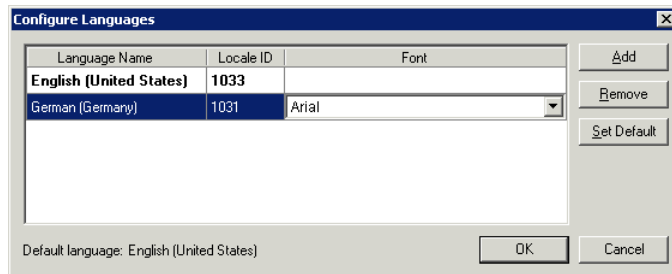 Configure Languages
Language Name Locale ID Font
English (United States) 1033
German (Germany) 1031 Arial
Add
Remove
Set Default
Default language: English (United States)
OK Cancel